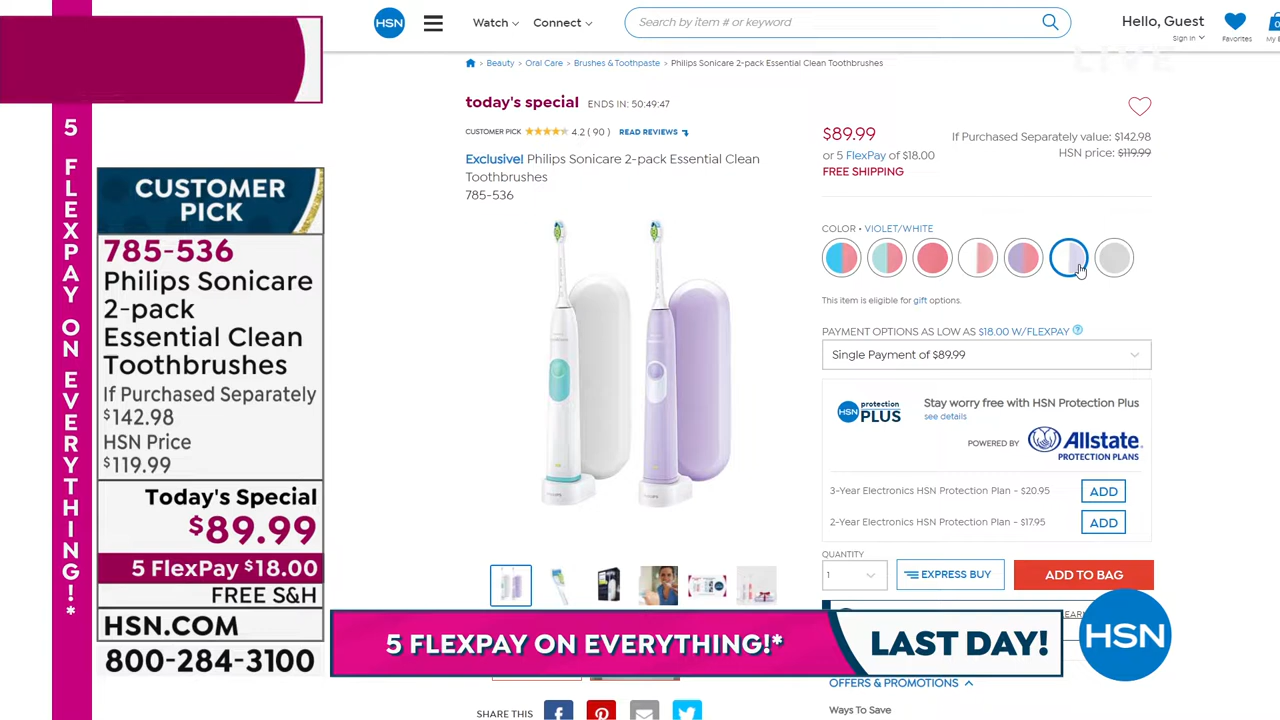 HSN
Watch
Connect
Search by item # or keyword
Hello, Guest
Sign In
Favorites
0
LIVE
Beauty > Oral Care > Brushes & Toothpaste > Philips Sonicare 2-pack Essential Clean Toothbrushes
today's special ENDS IN: 50:49:47
CUSTOMER PICK 4.2 ( 90 ) READ REVIEWS
Exclusive! Philips Sonicare 2-pack Essential Clean
Toothbrushes
785-536
$89.99
If Purchased Separately value: $142.98
or 5 FlexPay of $18.00
HSN price: $119.99
FREE SHIPPING
COLOR • VIOLET/WHITE
This item is eligible for gift options.
PAYMENT OPTIONS AS LOW AS $18.00 W/FLEXPAY ?
Single Payment of $89.99
HSN protection PLUS
Stay worry free with HSN Protection Plus
see details
POWERED BY Allstate
PROTECTION PLANS
3-Year Electronics HSN Protection Plan - $20.95 ADD
2-Year Electronics HSN Protection Plan - $17.95 ADD
QUANTITY
1
EXPRESS BUY
ADD TO BAG
OFFERS & PROMOTIONS
Ways To Save
SHARE THIS
5 FLEXPAY ON EVERYTHING!*
CUSTOMER
PICK
785-536
Philips Sonicare
2-pack
Essential Clean
Toothbrushes
If Purchased Separately
$142.98
HSN Price
$119.99
Today's Special
$89.99
5 FlexPay $18.00
FREE S&H
HSN.COM
800-284-3100
5 FLEXPAY ON EVERYTHING!*
LAST DAY!
HSN